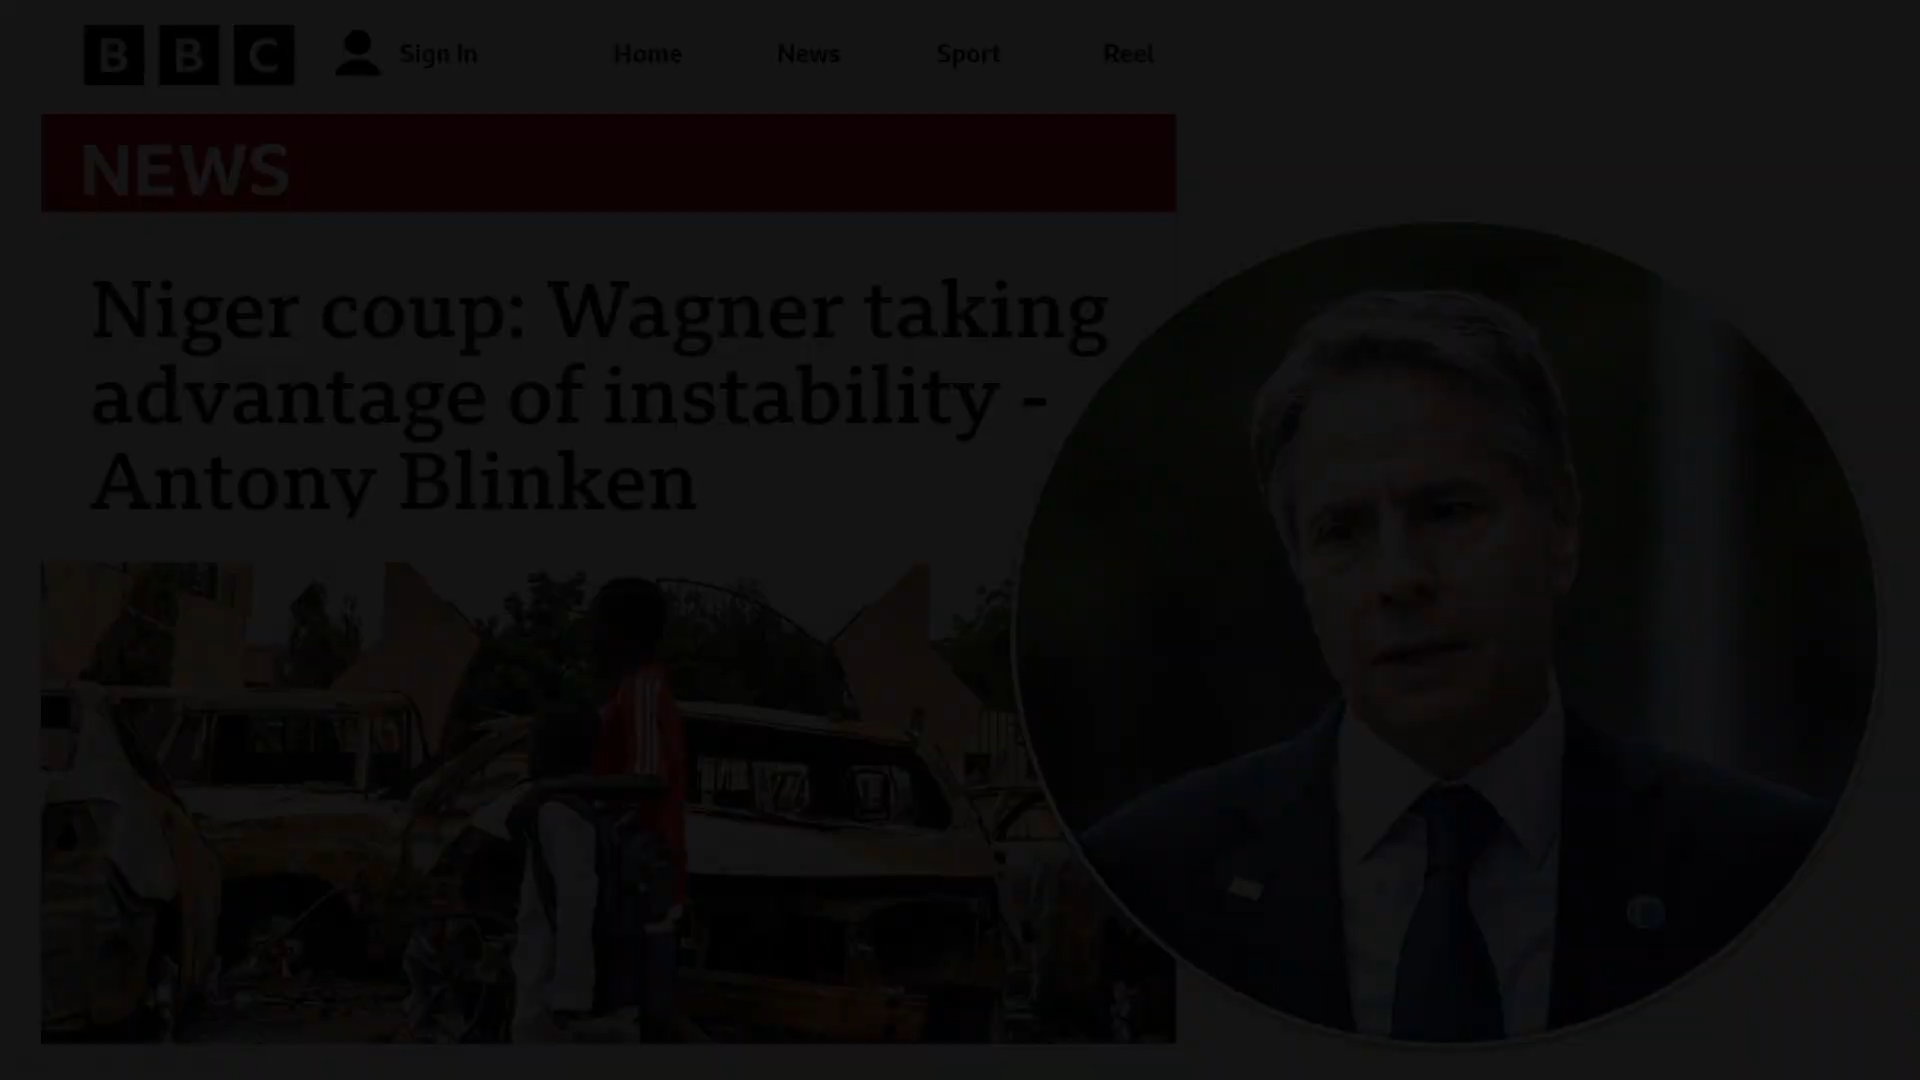 BBC Sign In Home News Sport Reel
NEWS
Niger coup: Wagner taking
advantage of instability -
Antony Blinken